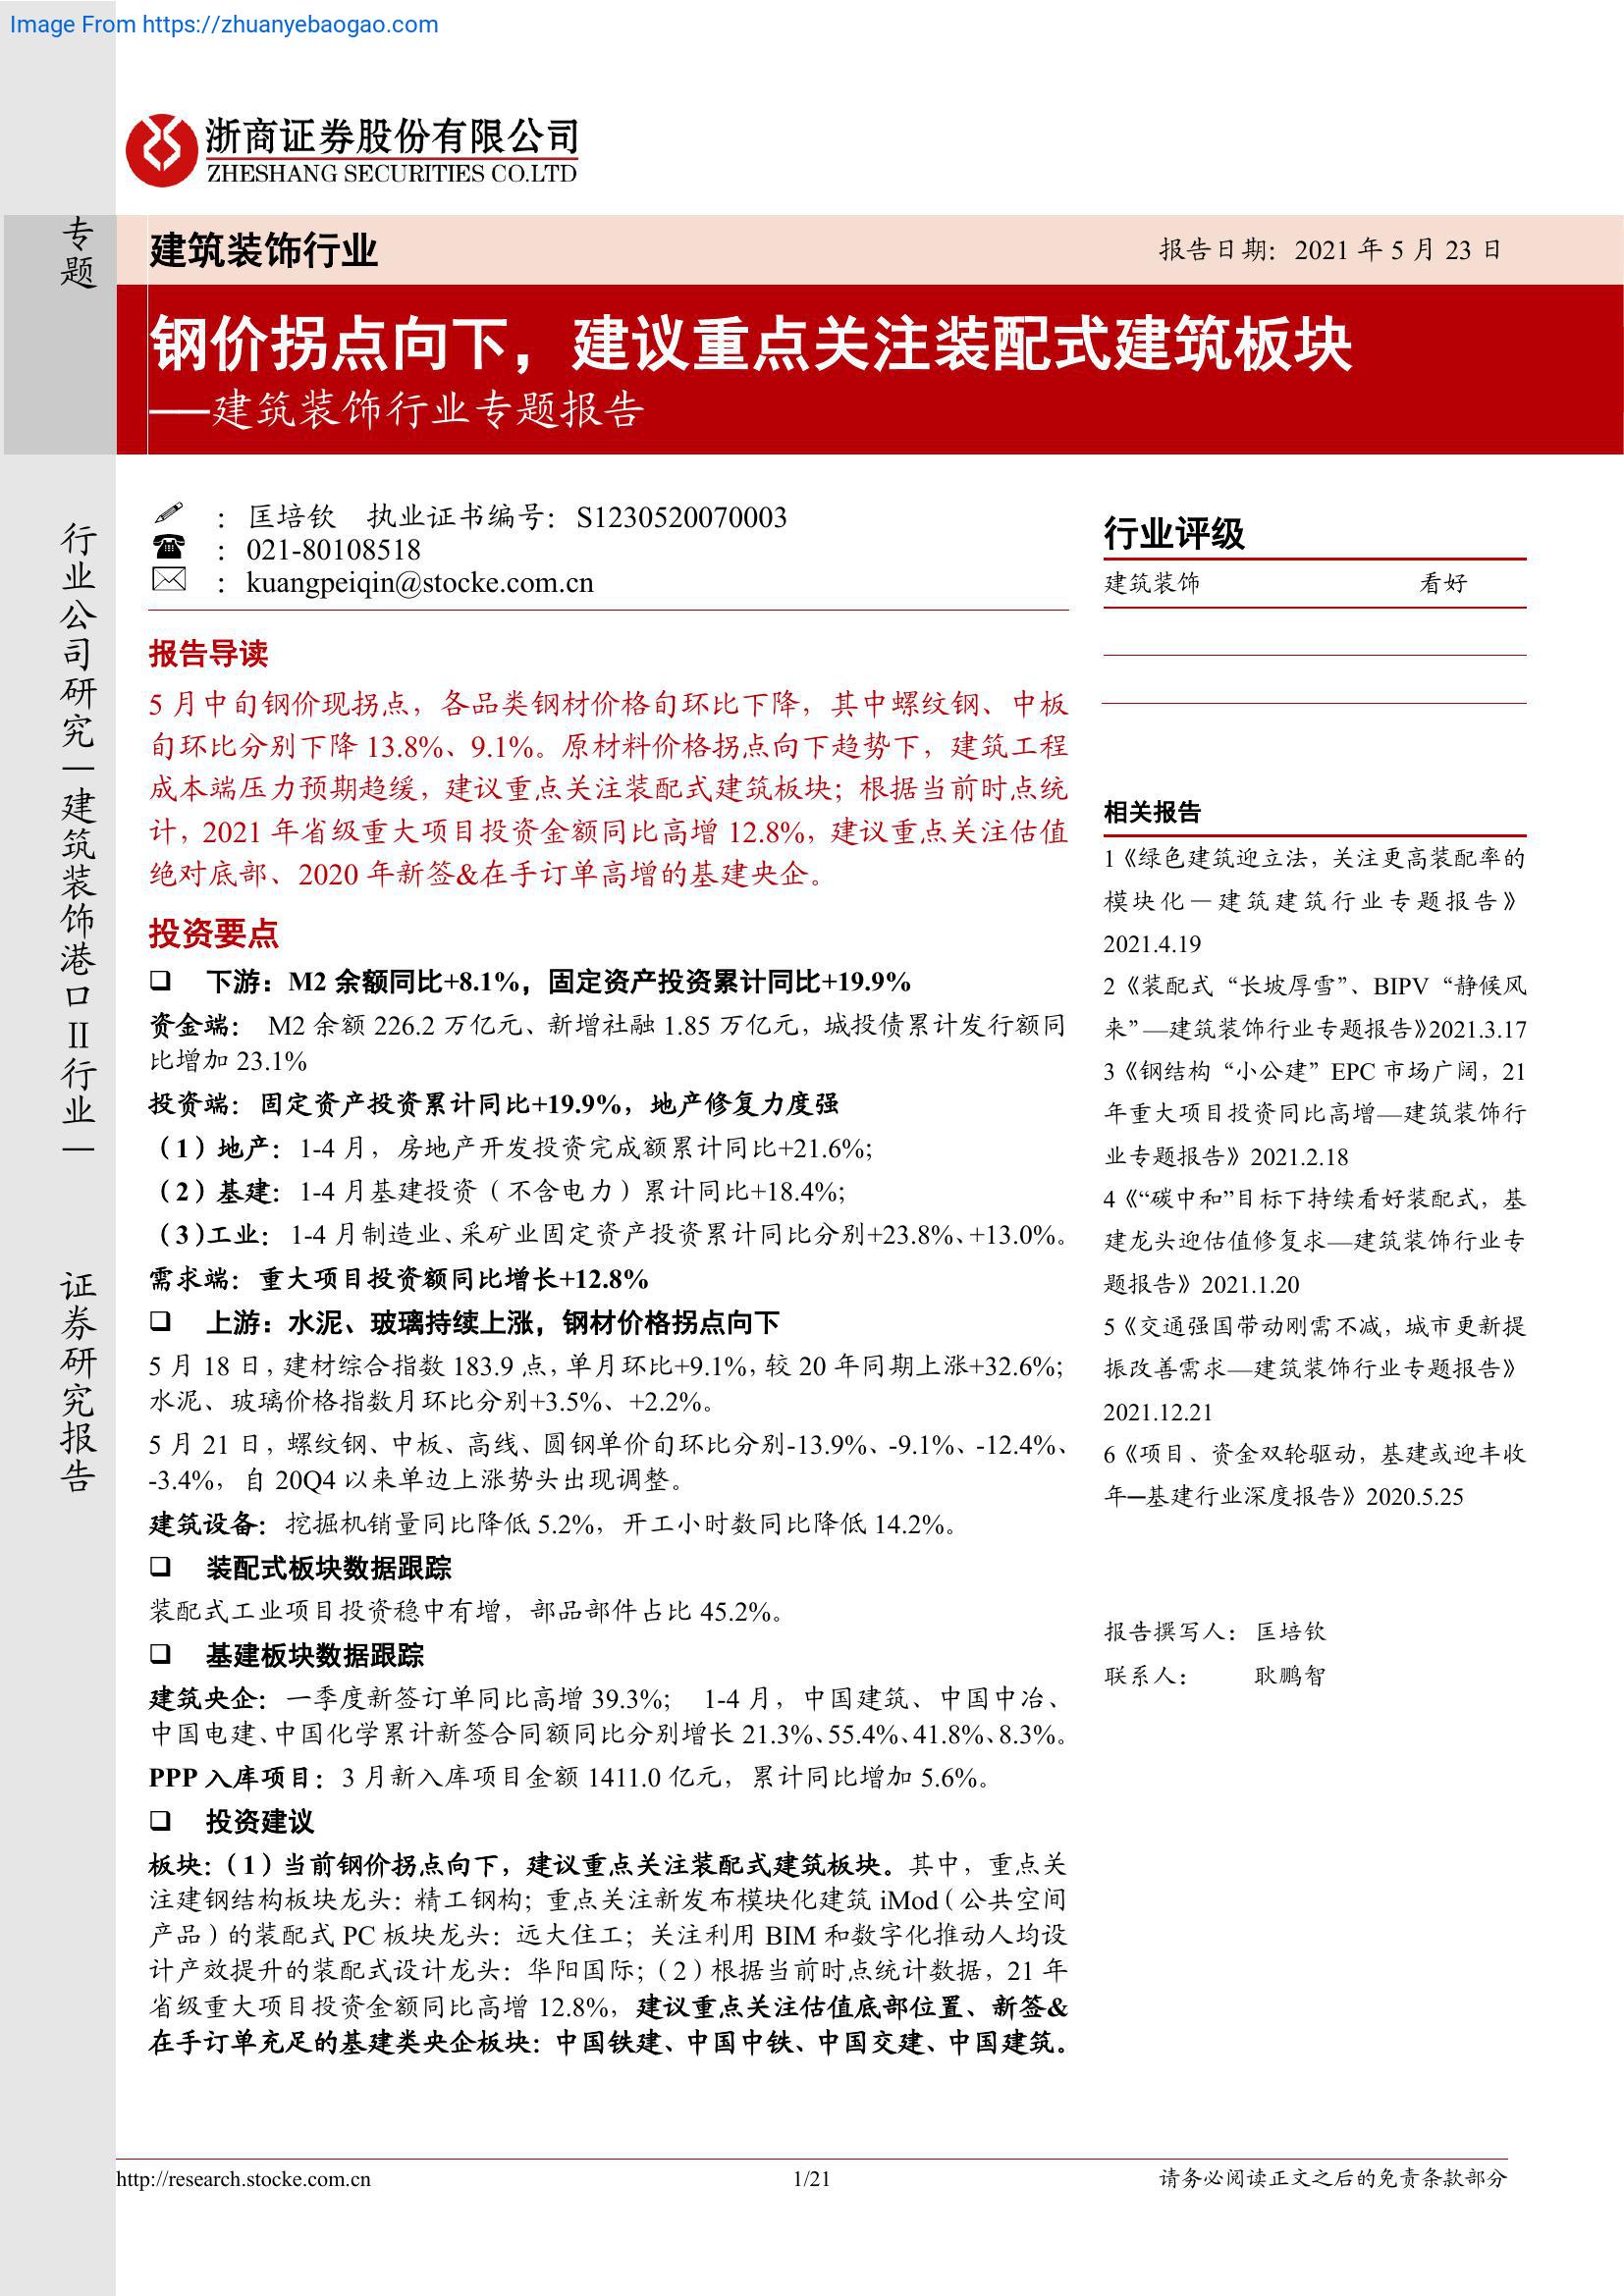 Image From https://zhuanyebaogao.com
浙商证券股份有限公司
ZHESHANG SECURITIES CO.LTD
专题
建筑装饰行业
报告日期：2021 年 5 月 23 日
钢价拐点向下，建议重点关注装配式建筑板块
——建筑装饰行业专题报告
行业公司研究—建筑装饰港口 II 行业—
证券研究报告
：匡培钦 执业证书编号：S1230520070003
：021-80108518
：kuangpeiqin@stocke.com.cn
报告导读
5 月中旬钢价现拐点，各品类钢材价格旬环比下降，其中螺纹钢、中板
旬环比分别下降 13.8%、9.1%。原材料价格拐点向下趋势下，建筑工程
成本端压力预期趋缓，建议重点关注装配式建筑板块；根据当前时点统
计，2021 年省级重大项目投资金额同比高增 12.8%，建议重点关注估值
绝对底部、2020 年新签&在手订单高增的基建央企。
投资要点
❑ 下游：M2 余额同比+8.1%，固定资产投资累计同比+19.9%
资金端： M2 余额 226.2 万亿元、新增社融 1.85 万亿元，城投债累计发行额同
比增加 23.1%
投资端：固定资产投资累计同比+19.9%，地产修复力度强
（1）地产：1-4 月，房地产开发投资完成额累计同比+21.6%;
（2）基建：1-4 月基建投资（不含电力）累计同比+18.4%;
（3）工业： 1-4 月制造业、采矿业固定资产投资累计同比分别+23.8%、+13.0%。
需求端：重大项目投资额同比增长+12.8%
❑ 上游：水泥、玻璃持续上涨，钢材价格拐点向下
5 月 18 日，建材综合指数 183.9 点，单月环比+9.1%，较 20 年同期上涨+32.6%;
水泥、玻璃价格指数月环比分别+3.5%、+2.2%。
5 月 21 日，螺纹钢、中板、高线、圆钢单价旬环比分别-13.9%、-9.1%、-12.4%、
-3.4%，自 20Q4 以来单边上涨势头出现调整。
建筑设备：挖掘机销量同比降低 5.2%，开工小时数同比降低 14.2%。
❑ 装配式板块数据跟踪
装配式工业项目投资稳中有增，部品部件占比 45.2%。
❑ 基建板块数据跟踪
建筑央企：一季度新签订单同比高增 39.3%； 1-4 月，中国建筑、中国中冶、
中国电建、中国化学累计新签合同额同比分别增长 21.3%、55.4%、41.8%、8.3%。
PPP 入库项目：3 月新入库项目金额 1411.0 亿元，累计同比增加 5.6%。
❑ 投资建议
板块：（1）当前钢价拐点向下，建议重点关注装配式建筑板块。其中，重点关
注建钢结构板块龙头：精工钢构；重点关注新发布模块化建筑 iMod（公共空间
产品）的装配式 PC 板块龙头：远大住工；关注利用 BIM 和数字化推动人均设
计产效提升的装配式设计龙头：华阳国际；（2）根据当前时点统计数据，21 年
省级重大项目投资金额同比高增 12.8%，建议重点关注估值底部位置、新签&
在手订单充足的基建类央企板块：中国铁建、中国中铁、中国交建、中国建筑。
行业评级
建筑装饰 看好
相关报告
1《绿色建筑迎立法，关注更高装配率的
模块化－建筑建筑行业专题报告》
2021.4.19
2《装配式“长坡厚雪”、BIPV“静候风
来”—建筑装饰行业专题报告》2021.3.17
3《钢结构“小公建”EPC 市场广阔，21
年重大项目投资同比高增—建筑装饰行
业专题报告》2021.2.18
4《“碳中和”目标下持续看好装配式，基
建龙头迎估值修复求—建筑装饰行业专
题报告》2021.1.20
5《交通强国带动刚需不减，城市更新提
振改善需求—建筑装饰行业专题报告》
2021.12.21
6《项目、资金双轮驱动，基建或迎丰收
年─基建行业深度报告》2020.5.25
报告撰写人：匡培钦
联系人： 耿鹏智
http://research.stocke.com.cn
1/21
请务必阅读正文之后的免责条款部分